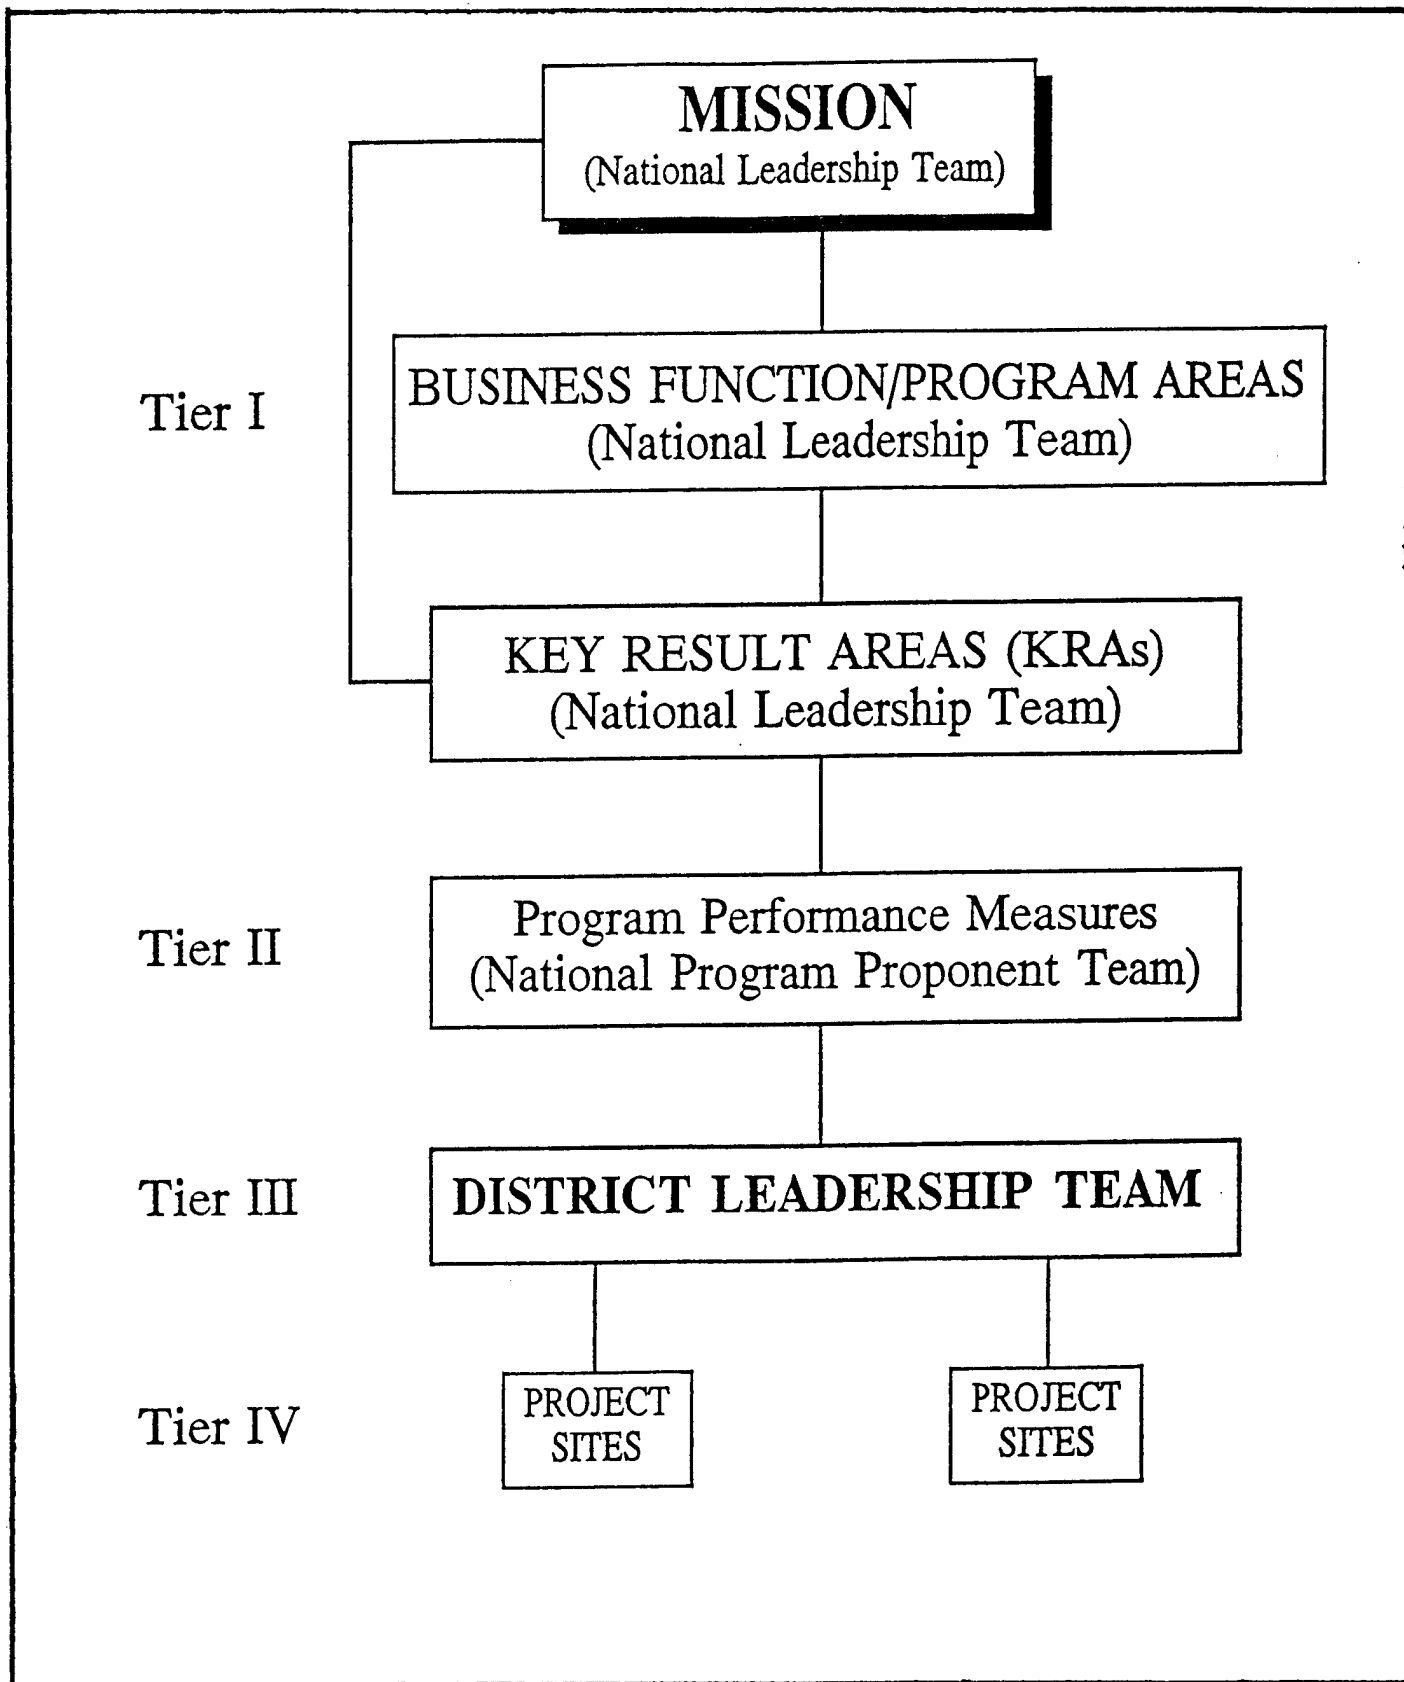 MISSION
(National Leadership Team)
Tier I
BUSINESS FUNCTION/PROGRAM AREAS
(National Leadership Team)
KEY RESULT AREAS (KRAs)
(National Leadership Team)
Tier II
Program Performance Measures
(National Program Proponent Team)
Tier III
DISTRICT LEADERSHIP TEAM
Tier IV
PROJECT
SITES
PROJECT
SITES